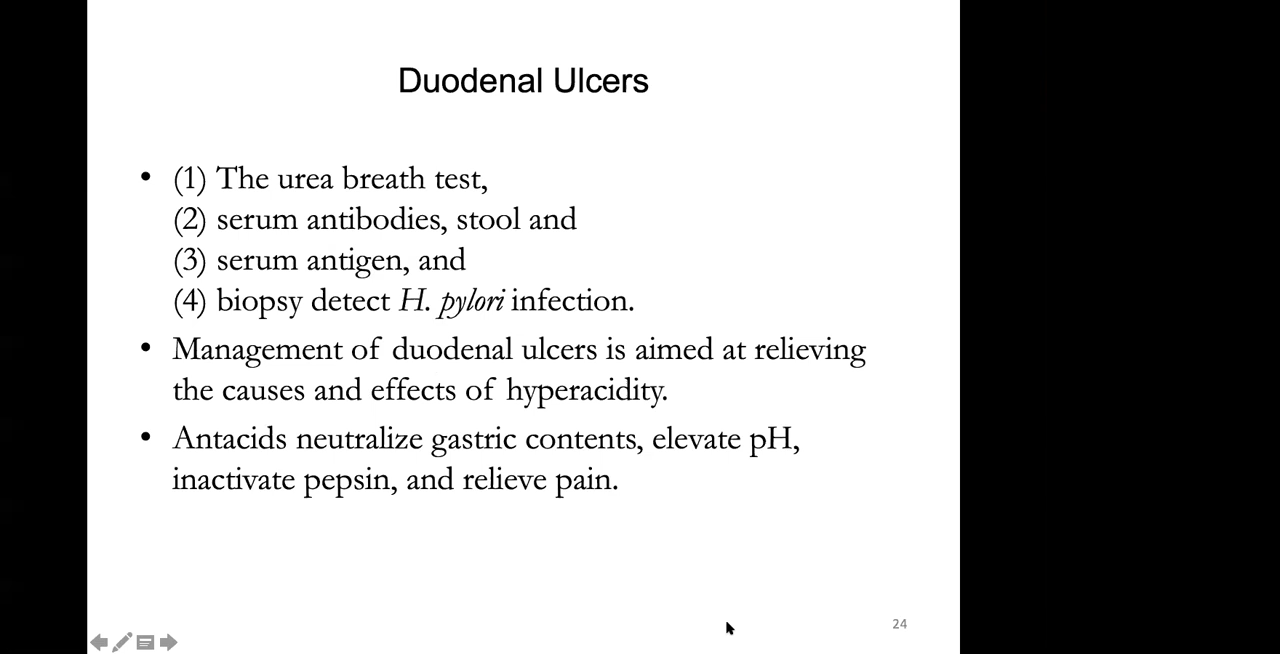 Duodenal Ulcers
• (1) The urea breath test,
(2) serum antibodies, stool and
(3) serum antigen, and
(4) biopsy detect H. pylori infection.
• Management of duodenal ulcers is aimed at relieving
the causes and effects of hyperacidity.
• Antacids neutralize gastric contents, elevate pH,
inactivate pepsin, and relieve pain.
24